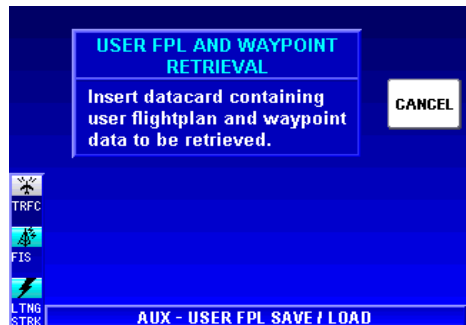 USER FPL AND WAYPOINT
RETRIEVAL
Insert datacard containing
user flightplan and waypoint
data to be retrieved.
CANCEL
TRFC
FIS
LTNG
STRK
AUX - USER FPL SAVE / LOAD